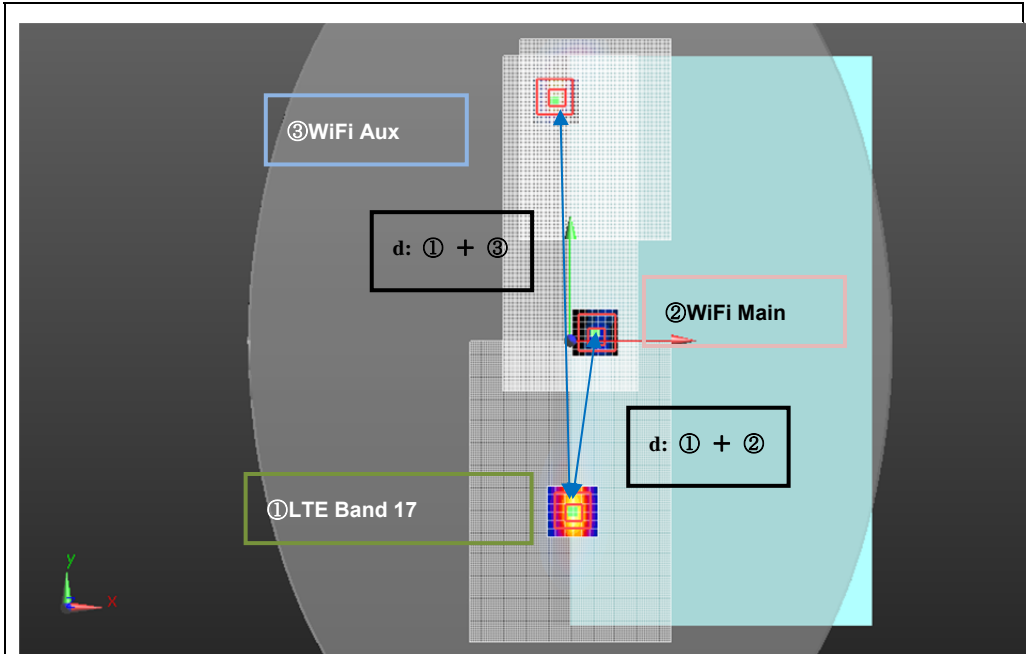 ③WiFi Aux
d: ① + ③
②WiFi Main
d: ① + ②
①LTE Band 17
y
x